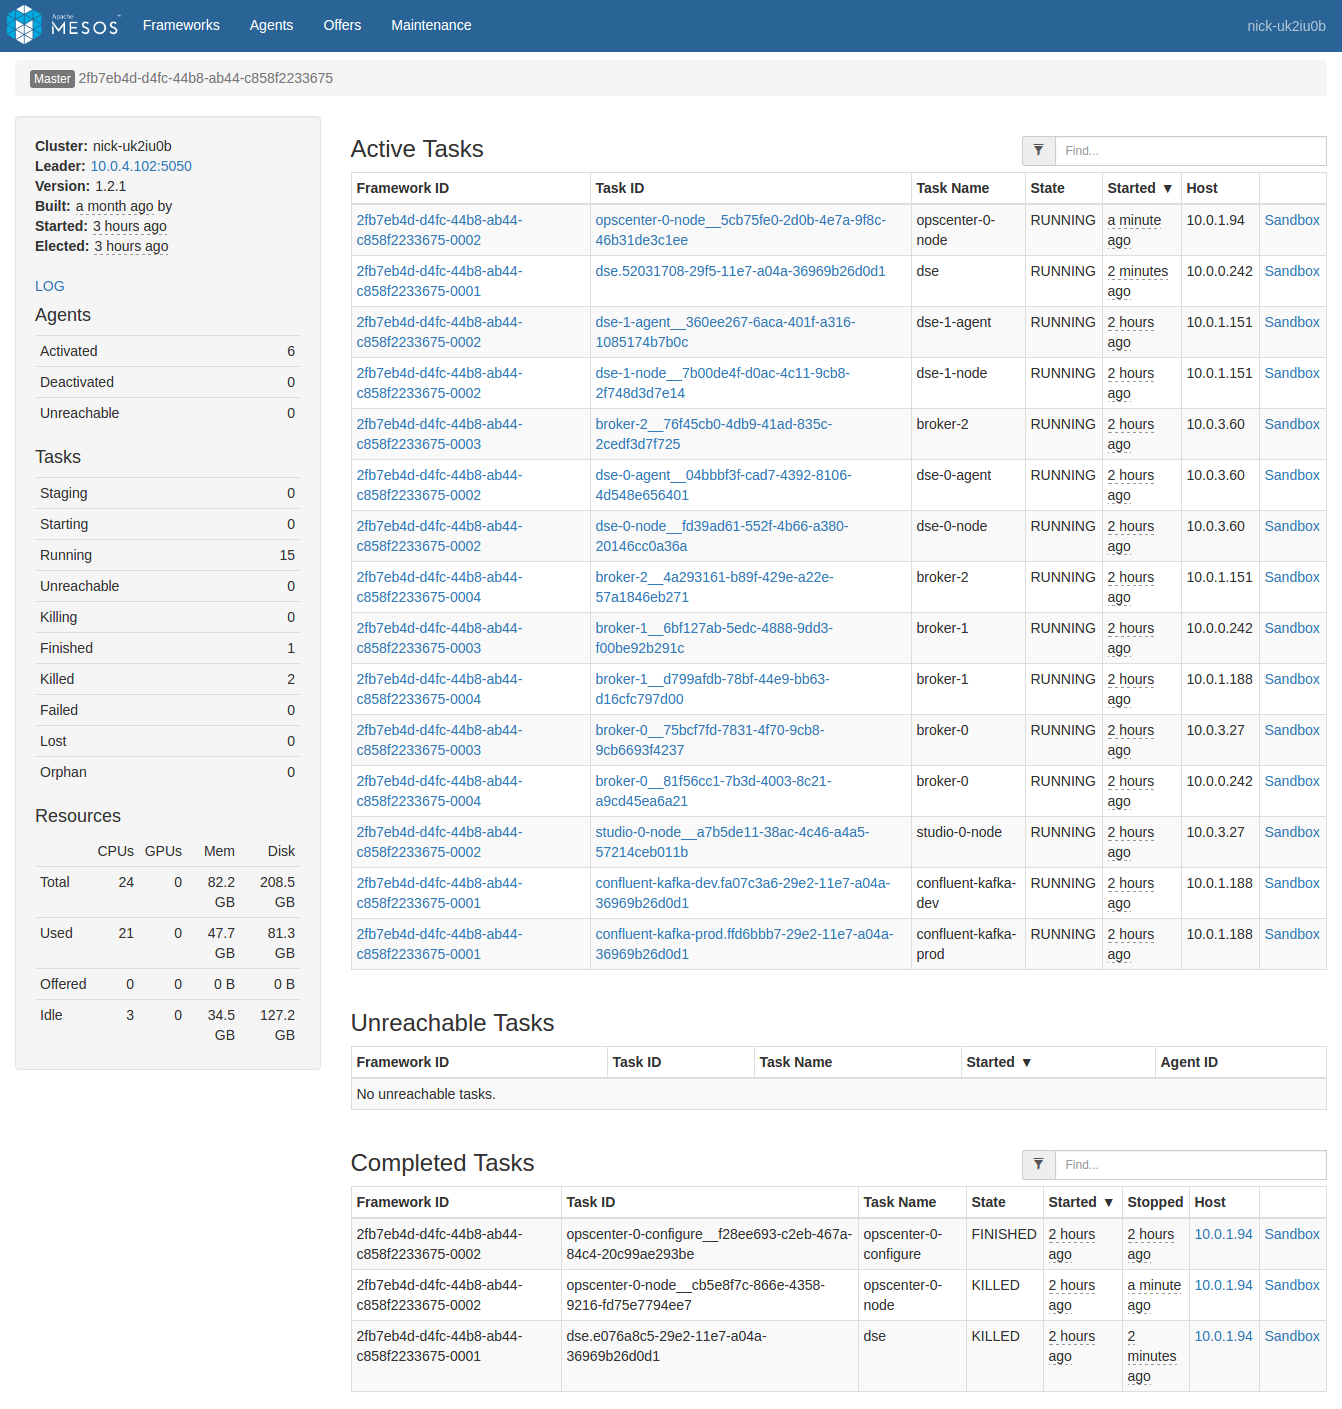 Apache MESOS™ Frameworks Agents Offers Maintenance nick-uk2iu0b
Master 2fb7eb4d-d4fc-44b8-ab44-c858f2233675
Cluster: nick-uk2iu0b
Leader: 10.0.4.102:5050
Version: 1.2.1
Built: a month ago by
Started: 3 hours ago
Elected: 3 hours ago
LOG
Agents
Activated 6
Deactivated 0
Unreachable 0
Tasks
Staging 0
Starting 0
Running 15
Unreachable 0
Killing 0
Finished 1
Killed 2
Failed 0
Lost 0
Orphan 0
Resources
CPUs GPUs Mem Disk
Total 24 0 82.2 208.5
GB GB
Used 21 0 47.7 81.3
GB GB
Offered 0 0 0 B 0 B
Idle 3 0 34.5 127.2
GB GB
Active Tasks
Find...
Framework ID Task ID Task Name State Started ▼ Host
2fb7eb4d-d4fc-44b8-ab44- opscenter-0-node__5cb75fe0-2d0b-4e7a-9f8c- opscenter-0- RUNNING a minute 10.0.1.94 Sandbox
c858f2233675-0002 46b31de3c1ee node ago
2fb7eb4d-d4fc-44b8-ab44- dse.52031708-29f5-11e7-a04a-36969b26d0d1 dse RUNNING 2 minutes 10.0.0.242 Sandbox
c858f2233675-0001 ago
2fb7eb4d-d4fc-44b8-ab44- dse-1-agent__360ee267-6aca-401f-a316- dse-1-agent RUNNING 2 hours 10.0.1.151 Sandbox
c858f2233675-0002 1085174b7b0c ago
2fb7eb4d-d4fc-44b8-ab44- dse-1-node__7b00de4f-d0ac-4c11-9cb8- dse-1-node RUNNING 2 hours 10.0.1.151 Sandbox
c858f2233675-0002 2f748d3d7e14 ago
2fb7eb4d-d4fc-44b8-ab44- broker-2__76f45cb0-4db9-41ad-835c- broker-2 RUNNING 2 hours 10.0.3.60 Sandbox
c858f2233675-0003 2cedf3d7f725 ago
2fb7eb4d-d4fc-44b8-ab44- dse-0-agent__04bbbf3f-cad7-4392-8106- dse-0-agent RUNNING 2 hours 10.0.3.60 Sandbox
c858f2233675-0002 4d548e656401 ago
2fb7eb4d-d4fc-44b8-ab44- dse-0-node__fd39ad61-552f-4b66-a380- dse-0-node RUNNING 2 hours 10.0.3.60 Sandbox
c858f2233675-0002 20146cc0a36a ago
2fb7eb4d-d4fc-44b8-ab44- broker-2__4a293161-b89f-429e-a22e- broker-2 RUNNING 2 hours 10.0.1.151 Sandbox
c858f2233675-0004 57a1846eb271 ago
2fb7eb4d-d4fc-44b8-ab44- broker-1__6bf127ab-5edc-4888-9dd3- broker-1 RUNNING 2 hours 10.0.0.242 Sandbox
c858f2233675-0003 f00be92b291c ago
2fb7eb4d-d4fc-44b8-ab44- broker-1__d799afdb-78bf-44e9-bb63- broker-1 RUNNING 2 hours 10.0.1.188 Sandbox
c858f2233675-0004 d16cfc797d00 ago
2fb7eb4d-d4fc-44b8-ab44- broker-0__75bcf7fd-7831-4f70-9cb8- broker-0 RUNNING 2 hours 10.0.3.27 Sandbox
c858f2233675-0003 9cb6693f4237 ago
2fb7eb4d-d4fc-44b8-ab44- broker-0__81f56cc1-7b3d-4003-8c21- broker-0 RUNNING 2 hours 10.0.0.242 Sandbox
c858f2233675-0004 a9cd45ea6a21 ago
2fb7eb4d-d4fc-44b8-ab44- studio-0-node__a7b5de11-38ac-4c46-a4a5- studio-0-node RUNNING 2 hours 10.0.3.27 Sandbox
c858f2233675-0002 57214ceb011b ago
2fb7eb4d-d4fc-44b8-ab44- confluent-kafka-dev.fa07c3a6-29e2-11e7-a04a- confluent-kafka- RUNNING 2 hours 10.0.1.188 Sandbox
c858f2233675-0001 36969b26d0d1 dev ago
2fb7eb4d-d4fc-44b8-ab44- confluent-kafka-prod.ffd6bbb7-29e2-11e7-a04a- confluent-kafka- RUNNING 2 hours 10.0.1.188 Sandbox
c858f2233675-0001 36969b26d0d1 prod ago
Unreachable Tasks
Framework ID Task ID Task Name Started ▼ Agent ID
No unreachable tasks.
Completed Tasks
Find...
Framework ID Task ID Task Name State Started ▼ Stopped Host
2fb7eb4d-d4fc-44b8-ab44- opscenter-0-configure__f28ee693-c2eb-467a- opscenter-0- FINISHED 2 hours 2 hours 10.0.1.94 Sandbox
c858f2233675-0002 84c4-20c99ae293be configure ago ago
2fb7eb4d-d4fc-44b8-ab44- opscenter-0-node__cb5e8f7c-866e-4358- opscenter-0- KILLED 2 hours a minute 10.0.1.94 Sandbox
c858f2233675-0002 9216-fd75e7794ee7 node ago ago
2fb7eb4d-d4fc-44b8-ab44- dse.e076a8c5-29e2-11e7-a04a- dse KILLED 2 hours 2 10.0.1.94 Sandbox
c858f2233675-0001 36969b26d0d1 ago minutes
ago